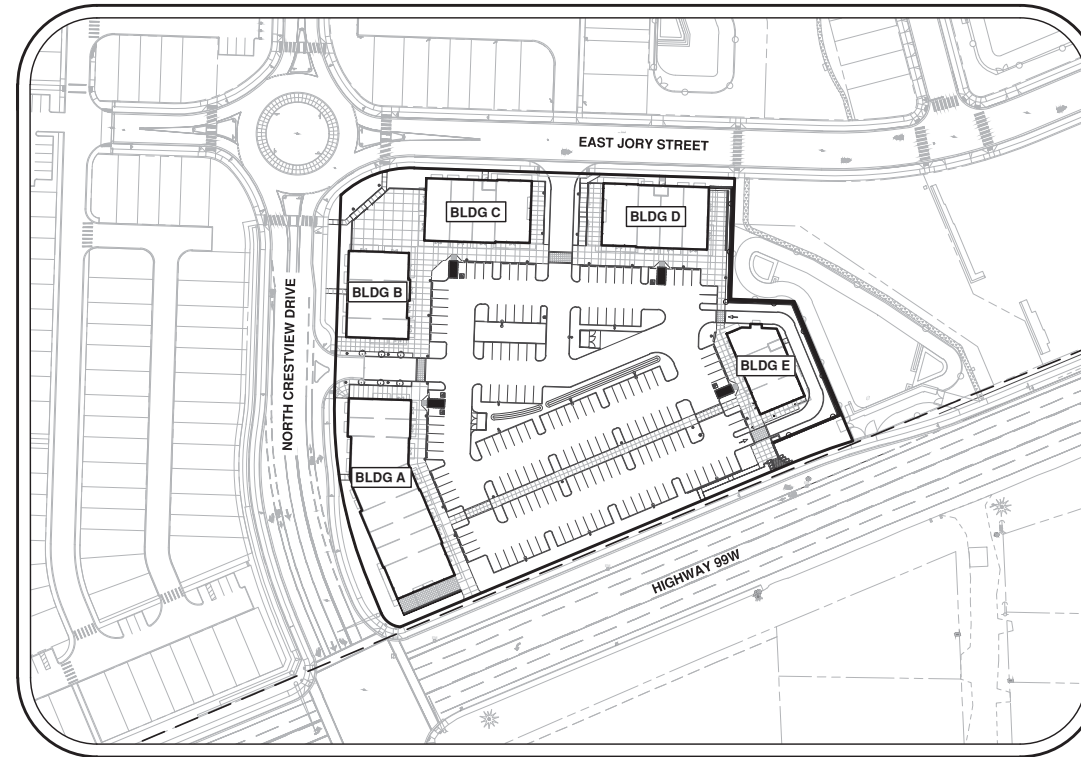 EAST JORY STREET
BLDG C
BLDG D
BLDG B
NORTH CRESTVIEW DRIVE
BLDG E
BLDG A
HIGHWAY 99W